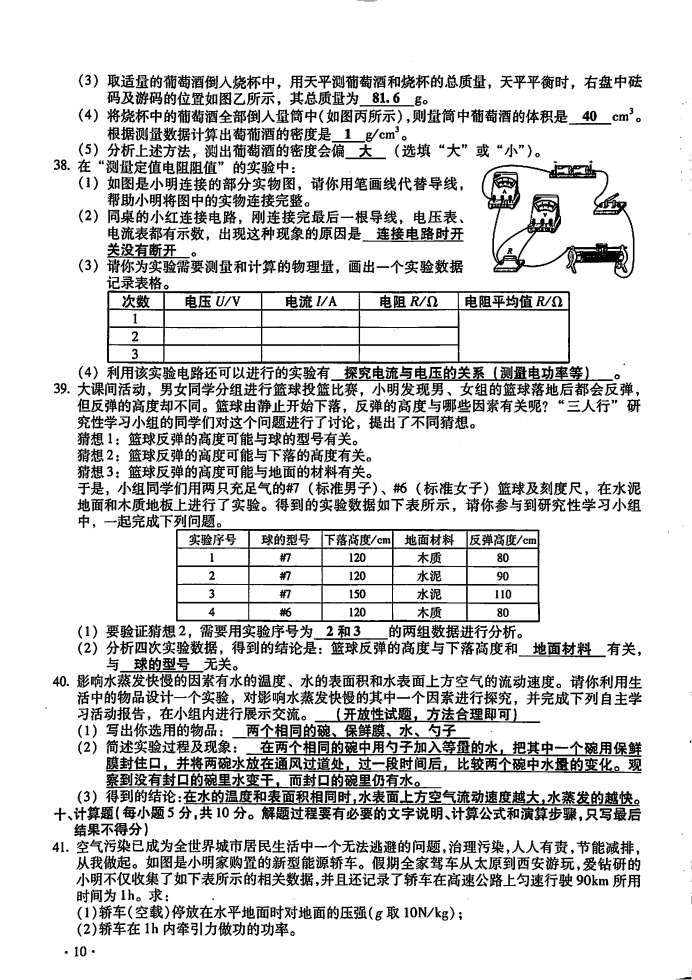 (3) 取适量的葡萄酒倒入烧杯中，用天平测葡萄酒和烧杯的总质量，天平平衡时，右盘中砝
码及游码的位置如图乙所示，其总质量为 81.6 g。
(4) 将烧杯中的葡萄酒全部倒入量筒中(如图丙所示)，则量筒中葡萄酒的体积是 40 cm³。
根据测量数据计算出葡萄酒的密度是 1 g/cm³。
(5) 分析上述方法，测出葡萄酒的密度会偏 大 (选填“大”或“小”)。
38. 在“测量定值电阻阻值”的实验中：
(1) 如图是小明连接的部分实物图，请你用笔画线代替导线，
帮助小明将图中的实物连接完整。
(2) 同桌的小红连接电路，刚连接完最后一根导线，电压表、
电流表都有示数，出现这种现象的原因是 连接电路时开
关没有断开 。
(3) 请你为实验需要测量和计算的物理量，画出一个实验数据
记录表格。
A
V
R
次数 电压 U/V 电流 I/A 电阻 R/Ω 电阻平均值 R/Ω
1
2
3
(4) 利用该实验电路还可以进行的实验有 探究电流与电压的关系（测量电功率等） 。
39. 大课间活动，男女同学分组进行篮球投篮比赛，小明发现男、女组的篮球落地后都会反弹，
但反弹的高度却不同。篮球由静止开始下落，反弹的高度与哪些因素有关呢？“三人行”研
究性学习小组的同学们对这个问题进行了讨论，提出了不同猜想。
猜想 1：篮球反弹的高度可能与球的型号有关。
猜想 2：篮球反弹的高度可能与下落的高度有关。
猜想 3：篮球反弹的高度可能与地面的材料有关。
于是，小组同学们用两只充足气的#7（标准男子）、#6（标准女子）篮球及刻度尺，在水泥
地面和木质地板上进行了实验。得到的实验数据如下表所示，请你参与到研究性学习小组
中，一起完成下列问题。
实验序号 球的型号 下落高度/cm 地面材料 反弹高度/cm
1 #7 120 木质 80
2 #7 120 水泥 90
3 #7 150 水泥 110
4 #6 120 木质 80
(1) 要验证猜想 2，需要用实验序号为 2 和 3 的两组数据进行分析。
(2) 分析四次实验数据，得到的结论是：篮球反弹的高度与下落高度和 地面材料 有关，
与 球的型号 无关。
40. 影响水蒸发快慢的因素有水的温度、水的表面积和水表面上方空气的流动速度。请你利用生
活中的物品设计一个实验，对影响水蒸发快慢的其中一个因素进行探究，并完成下列自主学
习活动报告，在小组内进行展示交流。 （开放性试题，方法合理即可）
(1) 写出你选用的物品： 两个相同的碗、保鲜膜、水、勺子
(2) 简述实验过程及现象： 在两个相同的碗中用勺子加入等量的水，把其中一个碗用保鲜
膜封住口，并将两碗水放在通风过道处，过一段时间后，比较两个碗中水量的变化。观
察到没有封口的碗里水变干，而封口的碗里仍有水。
(3) 得到的结论：在水的温度和表面积相同时，水表面上方空气流动速度越大，水蒸发的越快。
十、计算题(每小题 5 分，共 10 分。解题过程要有必要的文字说明、计算公式和演算步骤，只写最后
结果不得分)
41. 空气污染已成为全世界城市居民生活中一个无法逃避的问题，治理污染，人人有责，节能减排，
从我做起。如图是小明家购置的新型能源轿车。假期全家驾车从太原到西安游玩，爱钻研的
小明不仅收集了如下表所示的相关数据，并且还记录了轿车在高速公路上匀速行驶 90km 所用
时间为 1h。求：
(1)轿车(空载)停放在水平地面时对地面的压强(g 取 10N/kg)；
(2)轿车在 1h 内牵引力做功的功率。
·10·